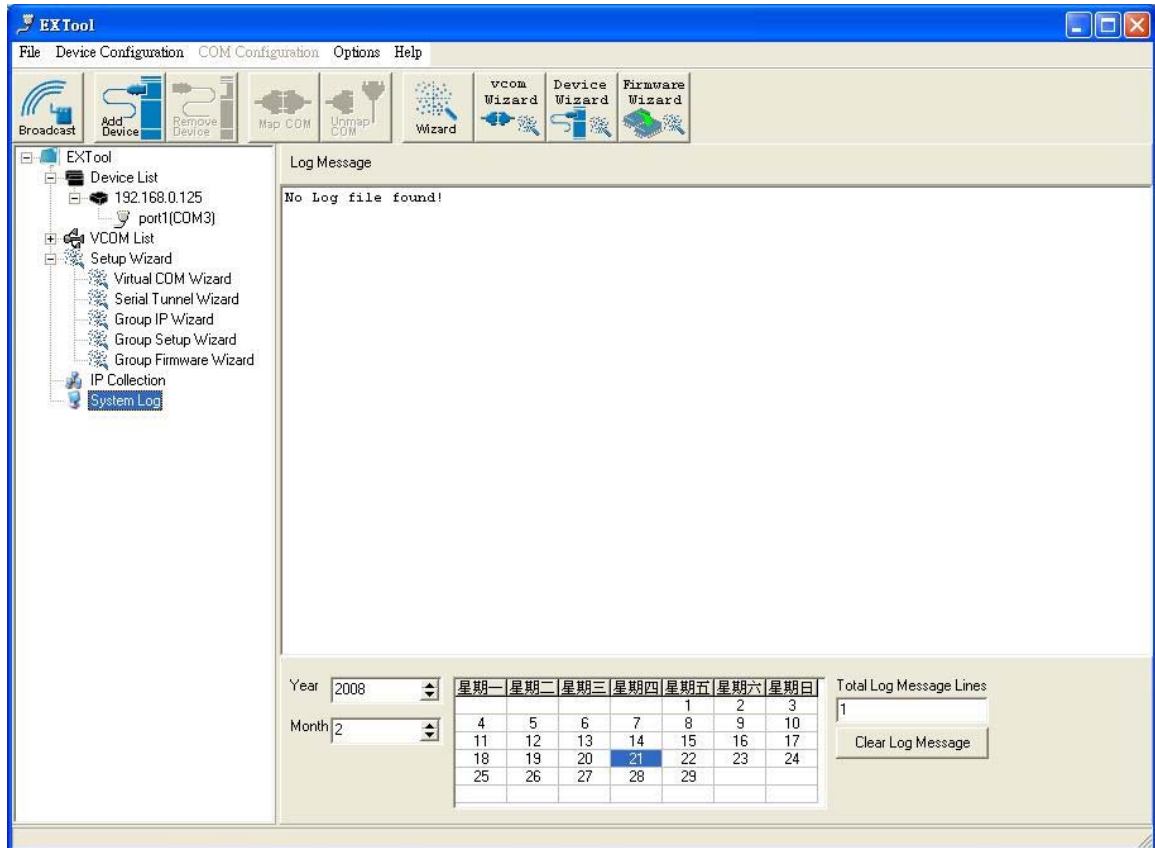 EXTool
File Device Configuration COM Configuration Options Help
Broadcast
Add Device
Remove Device
Map COM
Unmap COM
Wizard
vcom Wizard
Device Wizard
Firmware Wizard
EXTool
Device List
192.168.0.125
port1(COM3)
VCOM List
Setup Wizard
Virtual COM Wizard
Serial Tunnel Wizard
Group IP Wizard
Group Setup Wizard
Group Firmware Wizard
IP Collection
System Log
Log Message
No Log file found!
Year 2008
Month 2
星期一 星期二 星期三 星期四 星期五 星期六 星期日
1 2 3
4 5 6 7 8 9 10
11 12 13 14 15 16 17
18 19 20 21 22 23 24
25 26 27 28 29
Total Log Message Lines
1
Clear Log Message